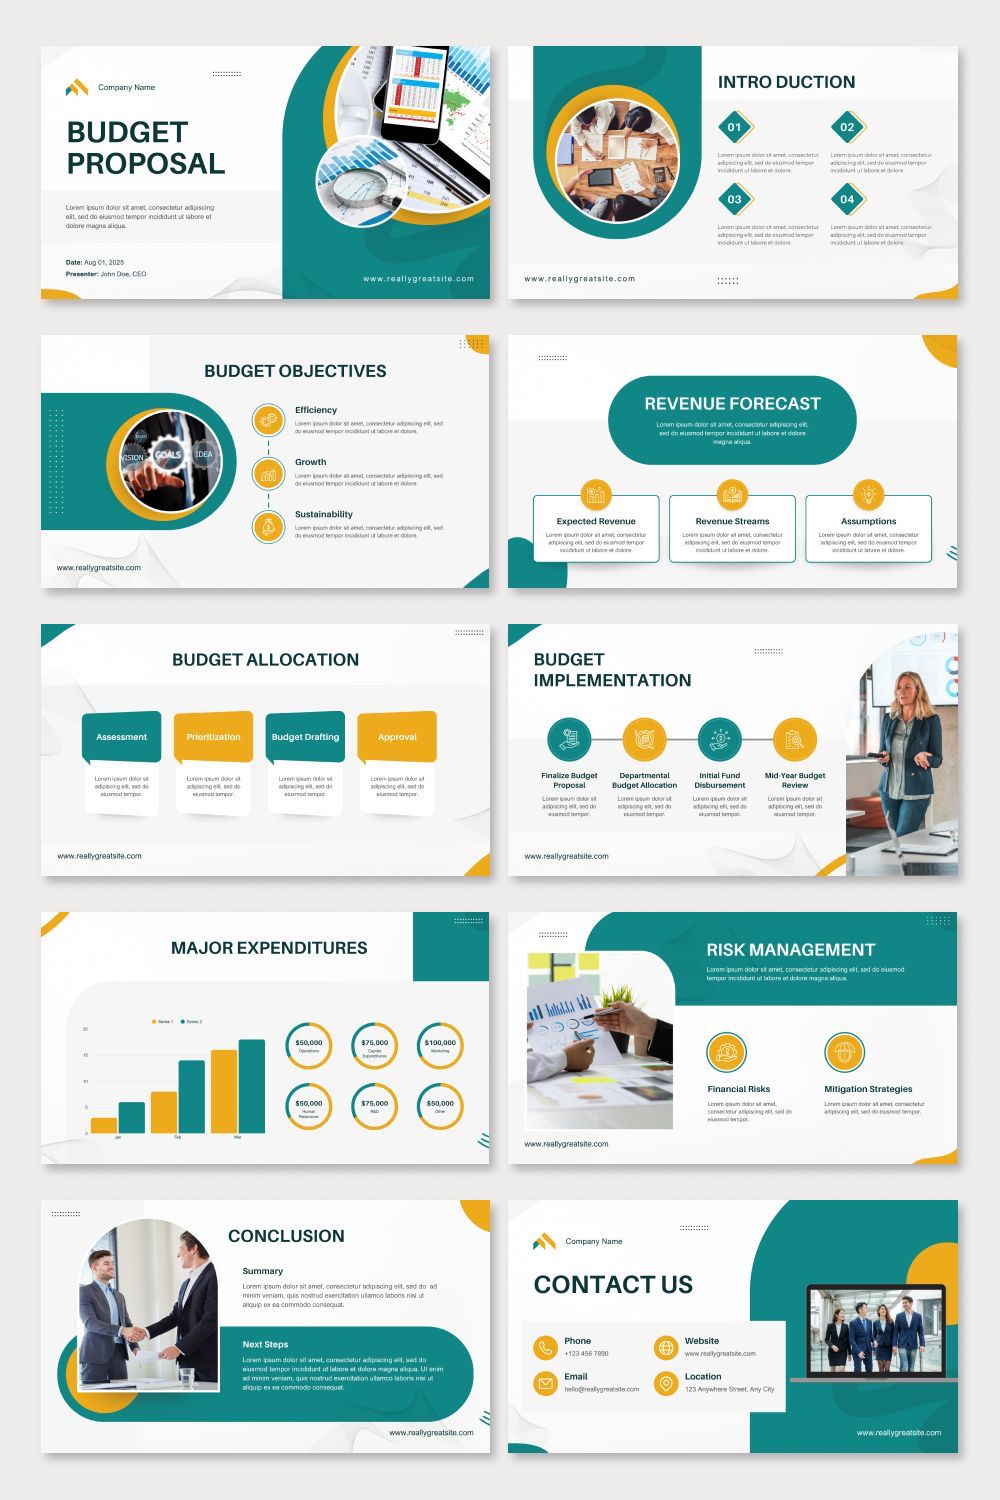 Company Name
BUDGET
PROPOSAL
Lorem ipsum dolor sit amet, consectetur adipiscing
elit, sed do eiusmod tempor incididunt ut labore et
dolore magna aliqua.
Date: Aug 01, 2025
Presenter: John Doe, CEO
www.reallygreatsite.com
INTRO DUCTION
01
Lorem ipsum dolor sit amet, consectetur
adipiscing elit, sed do eiusmod tempor
incididunt ut labore et dolore.
02
Lorem ipsum dolor sit amet, consectetur
adipiscing elit, sed do eiusmod tempor
incididunt ut labore et dolore.
03
Lorem ipsum dolor sit amet, consectetur
adipiscing elit, sed do eiusmod tempor
incididunt ut labore et dolore.
04
Lorem ipsum dolor sit amet, consectetur
adipiscing elit, sed do eiusmod tempor
incididunt ut labore et dolore.
www.reallygreatsite.com
BUDGET OBJECTIVES
VISION
GOALS
IDEA
Efficiency
Lorem ipsum dolor sit amet, consectetur adipiscing elit, sed
do eiusmod tempor incididunt ut labore et dolore.
Growth
Lorem ipsum dolor sit amet, consectetur adipiscing elit, sed
do eiusmod tempor incididunt ut labore et dolore.
Sustainability
Lorem ipsum dolor sit amet, consectetur adipiscing elit, sed
do eiusmod tempor incididunt ut labore et dolore.
www.reallygreatsite.com
REVENUE FORECAST
Lorem ipsum dolor sit amet, consectetur adipiscing elit,
sed do eiusmod tempor incididunt ut labore et dolore
magna aliqua.
Expected Revenue
Lorem ipsum dolor sit amet, consectetur
adipiscing elit, sed do eiusmod tempor
incididunt ut labore et dolore.
Revenue Streams
Lorem ipsum dolor sit amet, consectetur
adipiscing elit, sed do eiusmod tempor
incididunt ut labore et dolore.
Assumptions
Lorem ipsum dolor sit amet, consectetur
adipiscing elit, sed do eiusmod tempor
incididunt ut labore et dolore.
BUDGET ALLOCATION
Assessment
Lorem ipsum dolor sit
amet, adipiscing elit, sed do
eiusmod tempor.
Prioritization
Lorem ipsum dolor sit
amet, adipiscing elit, sed do
eiusmod tempor.
Budget Drafting
Lorem ipsum dolor sit
amet, adipiscing elit, sed do
eiusmod tempor.
Approval
Lorem ipsum dolor sit
amet, adipiscing elit, sed do
eiusmod tempor.
www.reallygreatsite.com
BUDGET
IMPLEMENTATION
Finalize Budget
Proposal
Lorem ipsum dolor sit
adipiscing elit, sed do
eiusmod tempor.
Departmental
Budget Allocation
Lorem ipsum dolor sit
adipiscing elit, sed do
eiusmod tempor.
Initial Fund
Disbursement
Lorem ipsum dolor sit
adipiscing elit, sed do
eiusmod tempor.
Mid-Year Budget
Review
Lorem ipsum dolor sit
adipiscing elit, sed do
eiusmod tempor.
www.reallygreatsite.com
MAJOR EXPENDITURES
Series 1 Series 2
20
15
10
5
0
Jan Feb Mar
$50,000
Operations
$75,000
Capital
Expenditures
$100,000
Marketing
$50,000
Human
Resources
$75,000
R&D
$50,000
Other
RISK MANAGEMENT
Lorem ipsum dolor sit amet, consectetur adipiscing elit, sed do eiusmod
tempor incididunt ut labore et dolore magna aliqua.
Financial Risks
Lorem ipsum dolor sit amet, consectetur
adipiscing elit, sed do
eiusmod tempor.
Mitigation Strategies
Lorem ipsum dolor sit amet, consectetur
adipiscing elit, sed do eiusmod tempor.
www.reallygreatsite.com
CONCLUSION
Summary
Lorem ipsum dolor sit amet, consectetur adipiscing elit, sed do ad
minim veniam, quis nostrud exercitation ullamco laboris nisi ut
aliquip ex ea commodo consequat.
Next Steps
Lorem ipsum dolor sit amet, consectetur adipiscing elit, sed do eiusmod
tempor incididunt ut labore et dolore magna aliqua. Ut enim
ad minim veniam, quis nostrud exercitation ullamco laboris nisi ut
aliquip ex ea commodo consequat.
www.reallygreatsite.com
Company Name
CONTACT US
Phone
+123 456 7890
Website
www.reallygreatsite.com
Email
hello@reallygreatsite.com
Location
123 Anywhere Street, Any City
www.reallygreatsite.com